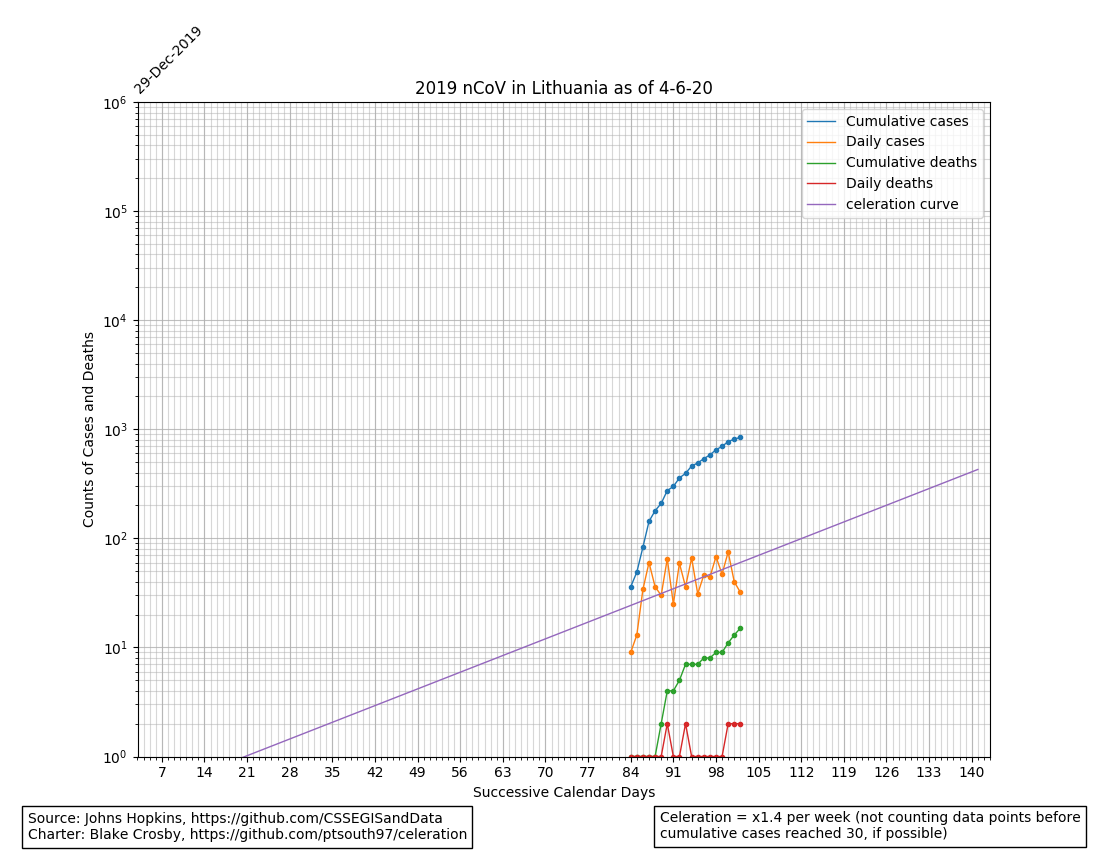 29-Dec-2019
2019 nCoV in Lithuania as of 4-6-20
Counts of Cases and Deaths
10^6
10^5
10^4
10^3
10^2
10^1
10^0
Cumulative cases
Daily cases
Cumulative deaths
Daily deaths
celeration curve
7 14 21 28 35 42 49 56 63 70 77 84 91 98 105 112 119 126 133 140
Successive Calendar Days
Source: Johns Hopkins, https://github.com/CSSEGISandData
Charter: Blake Crosby, https://github.com/ptsouth97/celeration
Celeration = x1.4 per week (not counting data points before
cumulative cases reached 30, if possible)